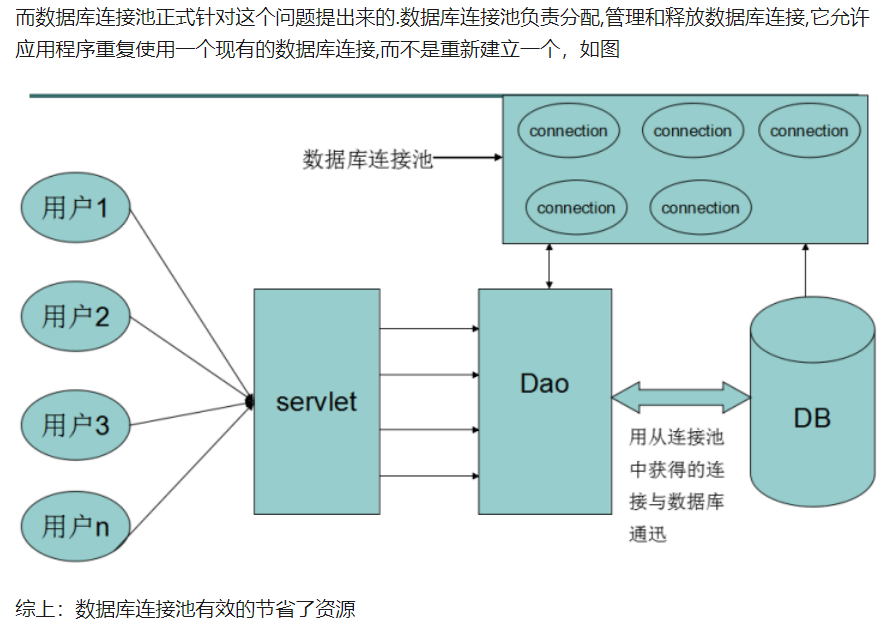 而数据库连接池正式针对这个问题提出来的.数据库连接池负责分配,管理和释放数据库连接,它允许
应用程序重复使用一个现有的数据库连接,而不是重新建立一个，如图
connection
connection
connection
数据库连接池
connection
connection
用户1
用户2
用户3
用户n
servlet
Dao
DB
用从连接池
中获得的连
接与数据库
通迅
综上：数据库连接池有效的节省了资源